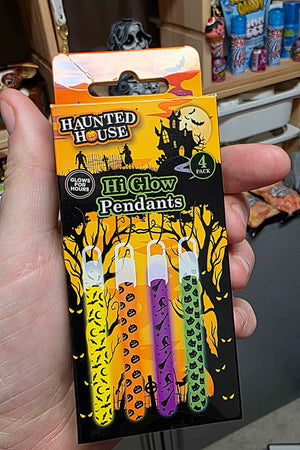 HAUNTED
HOUSE
4
PACK
GLOWS
FOR
HOURS
Hi Glow
Pendants